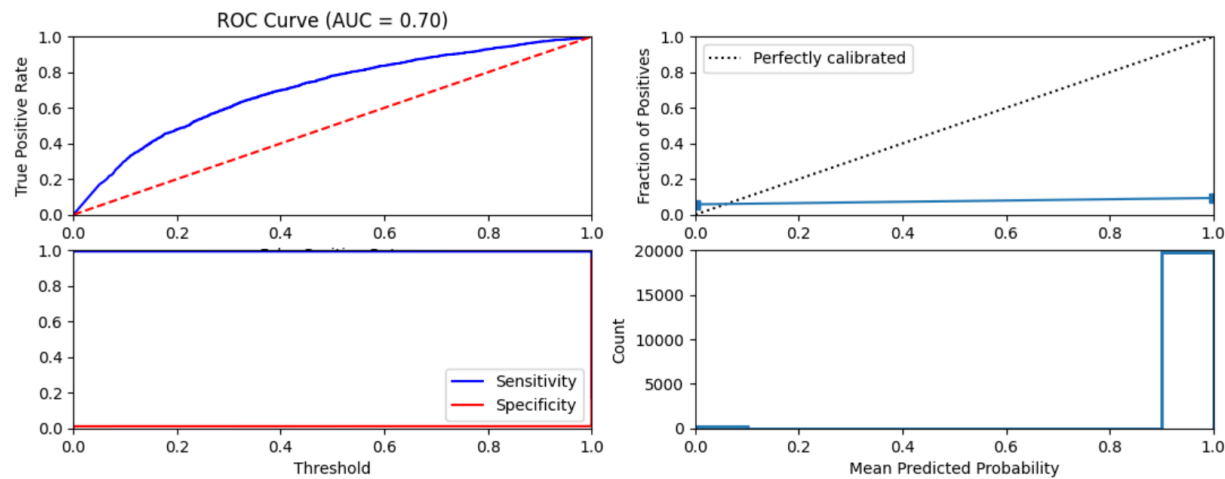 ROC Curve (AUC = 0.70)
True Positive Rate
1.0
0.8
0.6
0.4
0.2
0.0
0.0 0.2 0.4 0.6 0.8 1.0
Fraction of Positives
1.0
0.8
0.6
0.4
0.2
0.0
Perfectly calibrated
0.0 0.2 0.4 0.6 0.8 1.0
1.0
0.8
0.6
0.4
0.2
0.0
Sensitivity
Specificity
0.0 0.2 0.4 0.6 0.8 1.0
Threshold
Count
20000
15000
10000
5000
0
0.0 0.2 0.4 0.6 0.8 1.0
Mean Predicted Probability